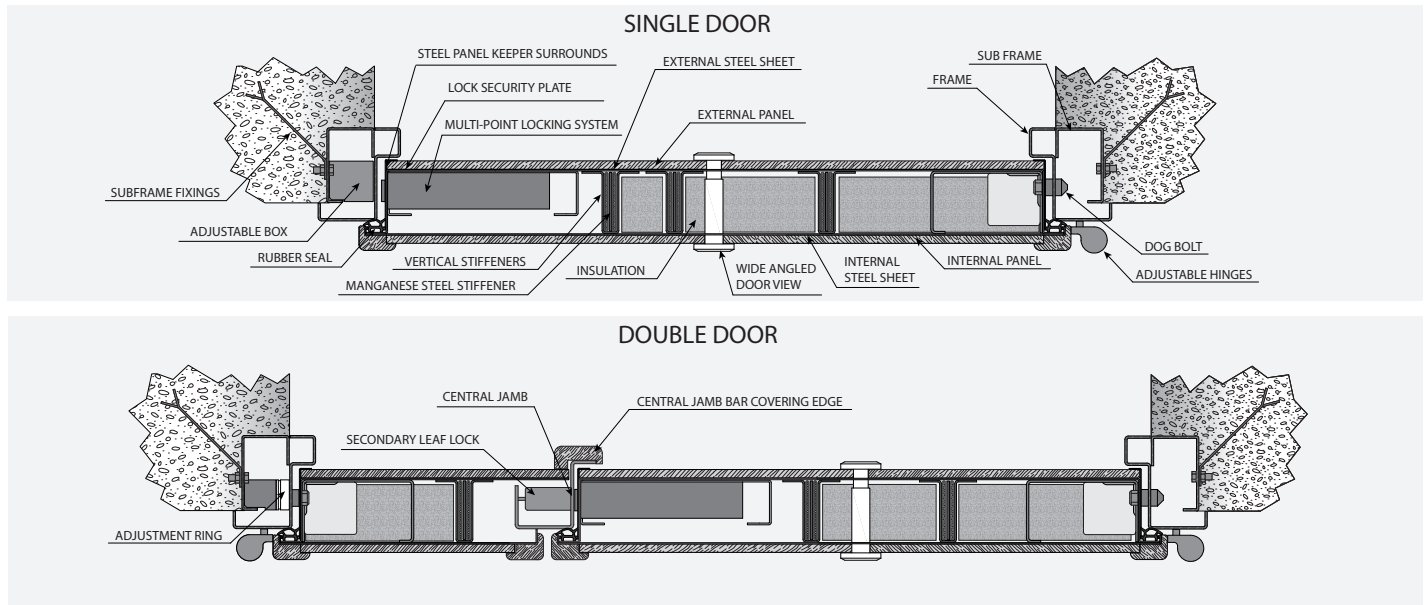 SINGLE DOOR
STEEL PANEL KEEPER SURROUNDS
EXTERNAL STEEL SHEET
SUB FRAME
FRAME
LOCK SECURITY PLATE
EXTERNAL PANEL
MULTI-POINT LOCKING SYSTEM
SUBFRAME FIXINGS
ADJUSTABLE BOX
RUBBER SEAL
VERTICAL STIFFENERS
MANGANESE STEEL STIFFENER
INSULATION
WIDE ANGLED
DOOR VIEW
INTERNAL
STEEL SHEET
INTERNAL PANEL
DOG BOLT
ADJUSTABLE HINGES
DOUBLE DOOR
CENTRAL JAMB
CENTRAL JAMB BAR COVERING EDGE
SECONDARY LEAF LOCK
ADJUSTMENT RING